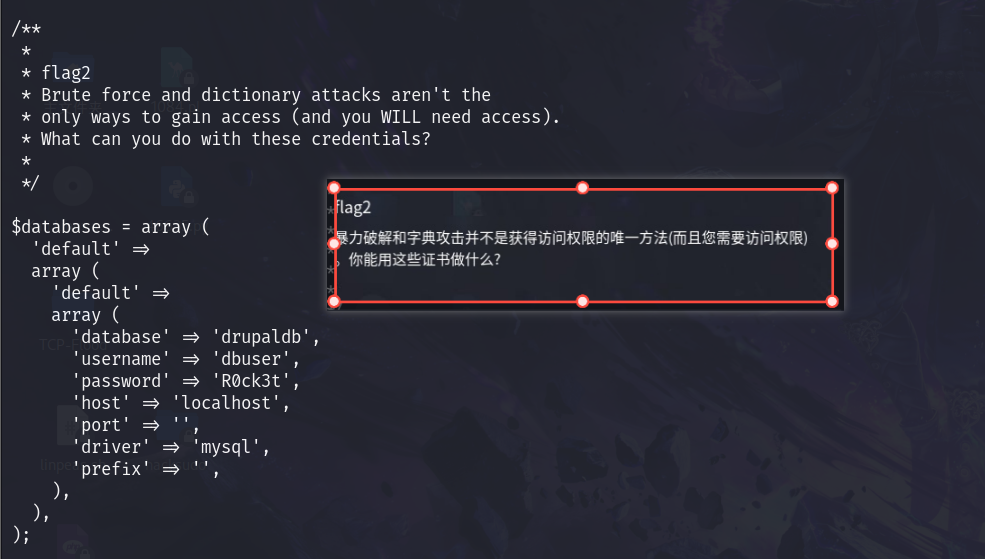 /**
 *
 * flag2
 * Brute force and dictionary attacks aren't the
 * only ways to gain access (and you WILL need access).
 * What can you do with these credentials?
 *
 */
$databases = array (
  'default' =>
  array (
    'default' =>
    array (
      'database' => 'drupaldb',
      'username' => 'dbuser',
      'password' => 'R0ck3t',
      'host' => 'localhost',
      'port' => '',
      'driver' => 'mysql',
      'prefix' => '',
    ),
  ),
);
flag2
暴力破解和字典攻击并不是获得访问权限的唯一方法(而且您需要访问权限)
。你能用这些证书做什么?